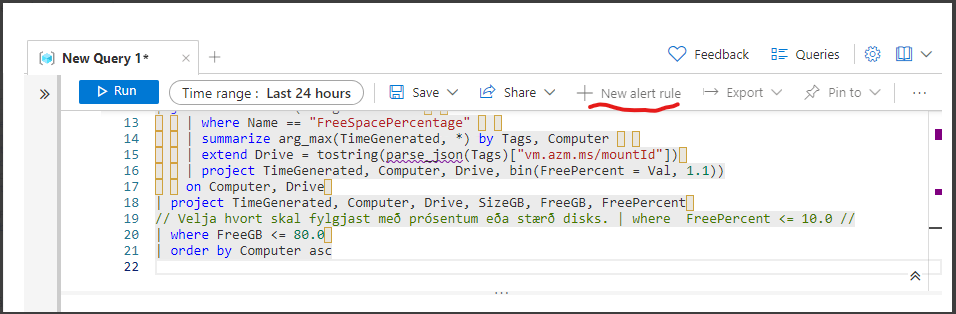 New Query 1*
Feedback
Queries
Run
Time range : Last 24 hours
Save
Share
New alert rule
Export
Pin to
13 | where Name == "FreeSpacePercentage"
14 | summarize arg_max(TimeGenerated, *) by Tags, Computer
15 | extend Drive = tostring(parse_json(Tags)["vm.azm.ms/mountId"])
16 | project TimeGenerated, Computer, Drive, bin(FreePercent = Val, 1.1))
17 on Computer, Drive
18 | project TimeGenerated, Computer, Drive, SizeGB, FreeGB, FreePercent
19 // Velja hvort skal fylgjast með prósentum eða stærð disks. | where FreePercent <= 10.0 //
20 | where FreeGB <= 80.0
21 | order by Computer asc
22